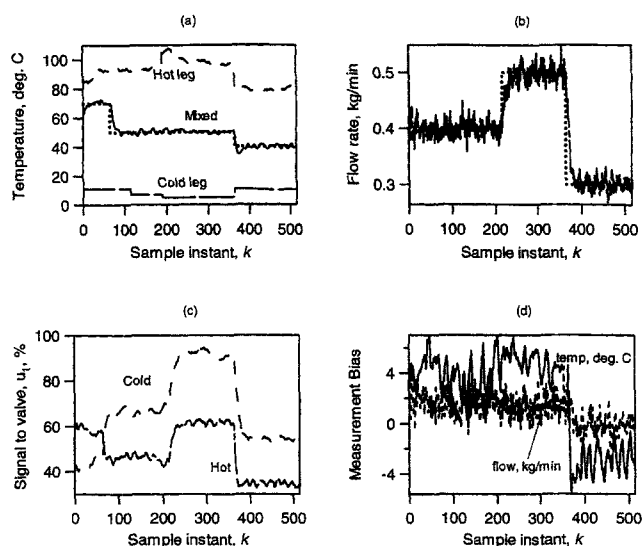 (a)
Temperature, deg. C
100
80
60
40
20
0
Hot leg
Mixed
Cold leg
0 100 200 300 400 500
Sample instant, k
(b)
Flow rate, kg/min
0.5
0.4
0.3
0 100 200 300 400 500
Sample instant, k
(c)
Signal to valve, u₁, %
100
80
60
40
Cold
Hot
0 100 200 300 400 500
Sample instant, k
(d)
Measurement Bias
4
0
-4
temp, deg. C
flow, kg/min
0 100 200 300 400 500
Sample instant, k